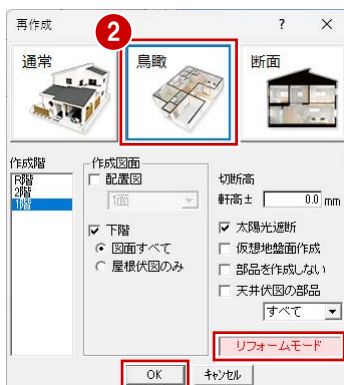 再作成
?
×
2
通常
鳥瞰
断面
作成階
R階
2階
1階
作成図面
配置図
1面
下階
図面すべて
屋根伏図のみ
切断高
軒高± 0.0 mm
太陽光遮断
仮想地盤面作成
部品を作成しない
天井伏図の部品
すべて
リフォームモード
OK
キャンセル